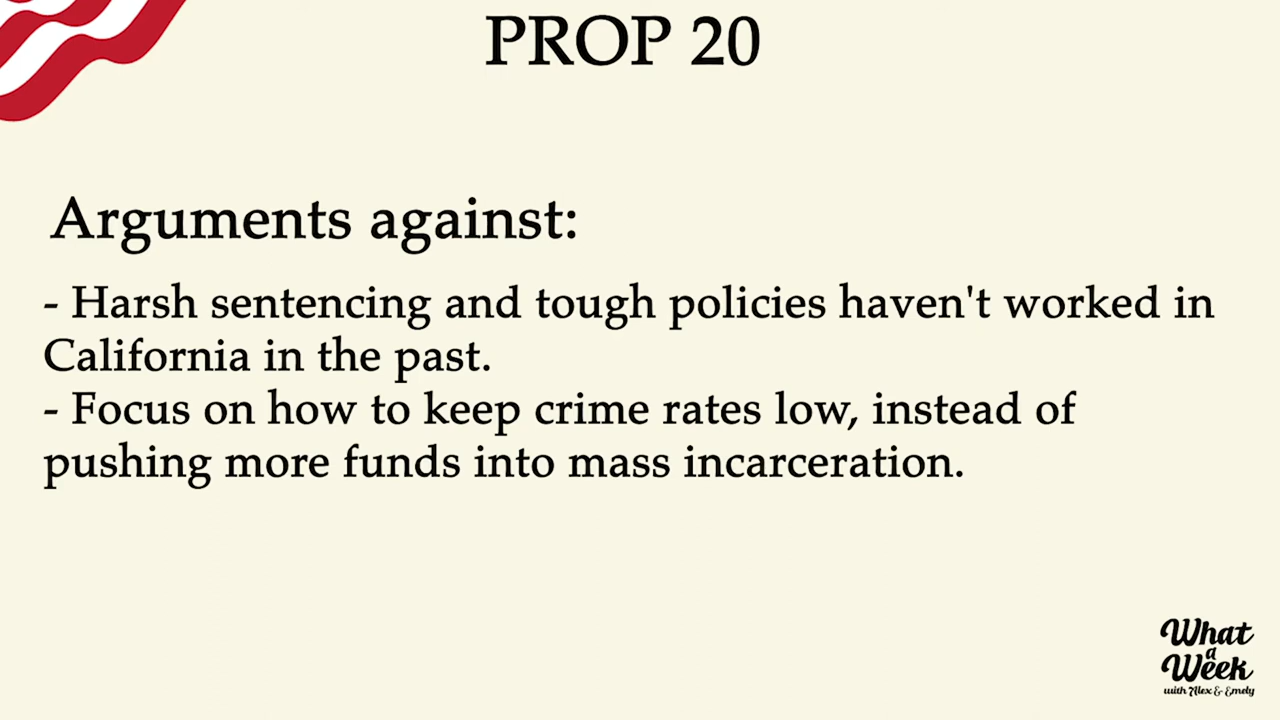 PROP 20
Arguments against:
- Harsh sentencing and tough policies haven't worked in
California in the past.
- Focus on how to keep crime rates low, instead of
pushing more funds into mass incarceration.
What
a
Week
with Alex & Emely